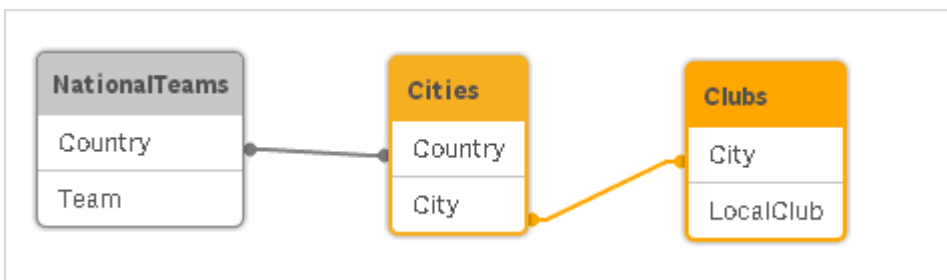 NationalTeams
Country
Team
Cities
Country
City
Clubs
City
LocalClub